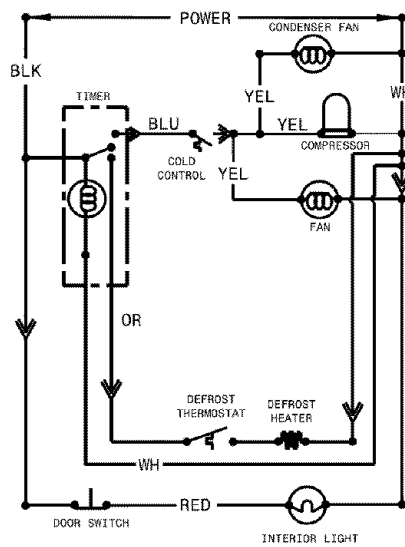 POWER
CONDENSER FAN
BLK
WH
TIMER
YEL
BLU
YEL
COMPRESSOR
COLD
CONTROL
YEL
FAN
OR
DEFROST
THERMOSTAT
DEFROST
HEATER
WH
RED
DOOR SWITCH
INTERIOR LIGHT